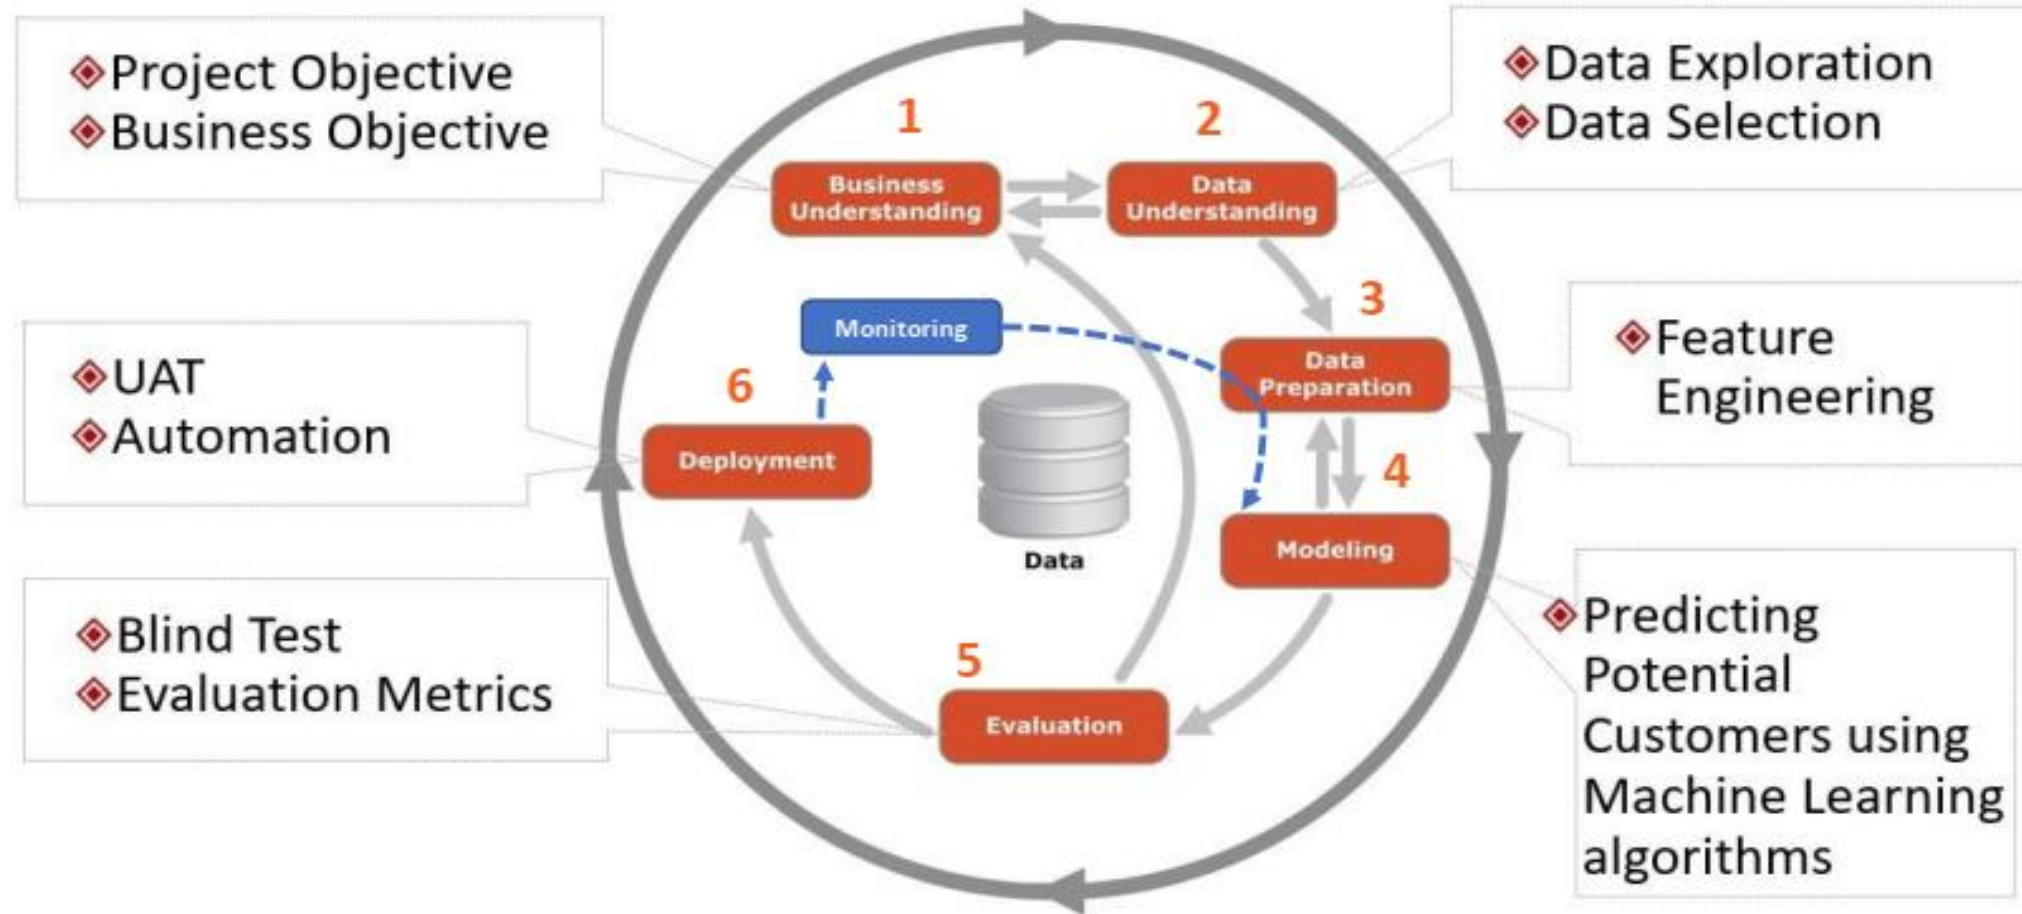 Project Objective
Business Objective
1
2
Data Exploration
Data Selection
Business
Understanding
Data
Understanding
3
Monitoring
Data
Preparation
Feature
Engineering
UAT
Automation
6
Deployment
4
Modeling
Data
Blind Test
Evaluation Metrics
5
Evaluation
Predicting
Potential
Customers using
Machine Learning
algorithms